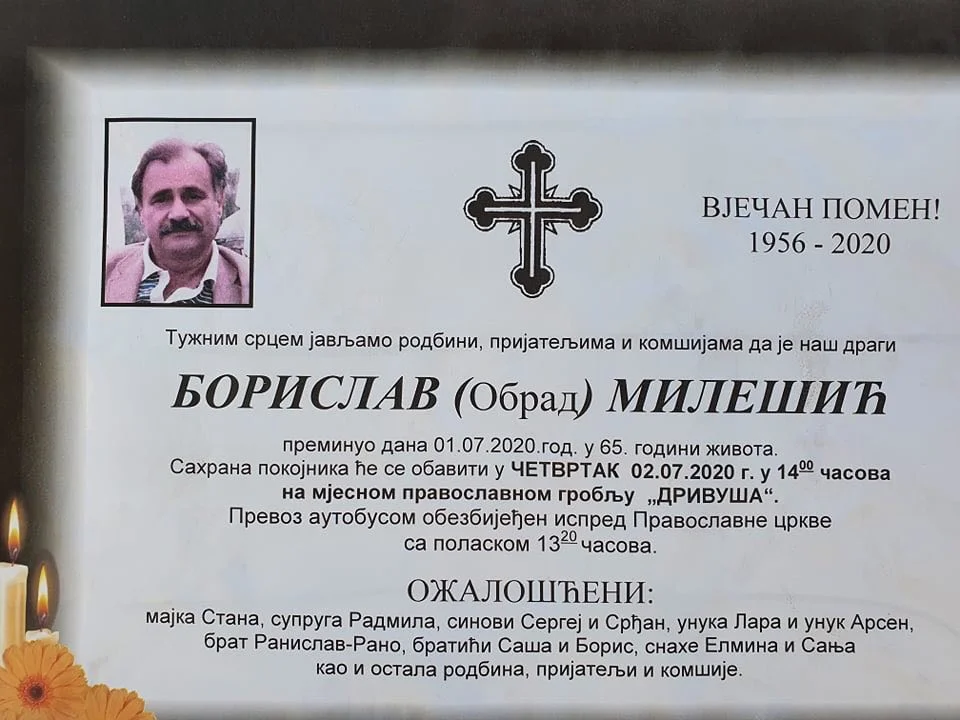 ВЈЕЧАН ПОМЕН!
1956 - 2020
Тужним срцем јављамо родбини, пријатељима и комшијама да је наш драги
БОРИСЛАВ (Обрад) МИЛЕШИЋ
преминуо дана 01.07.2020.год. у 65. години живота.
Сахрана покојника ће се обавити у ЧЕТВРТАК 02.07.2020 г. у 14⁰⁰ часова
на мјесном православном гробљу „ДРИВУША“.
Превоз аутобусом обезбијеђен испред Православне цркве
са поласком 13²⁰ часова.
ОЖАЛОШЋЕНИ:
мајка Стана, супруга Радмила, синови Сергеј и Срђан, унука Лара и унук Арсен,
брат Ранислав-Рано, братићи Саша и Борис, снахе Елмина и Сања
као и остала родбина, пријатељи и комшије.